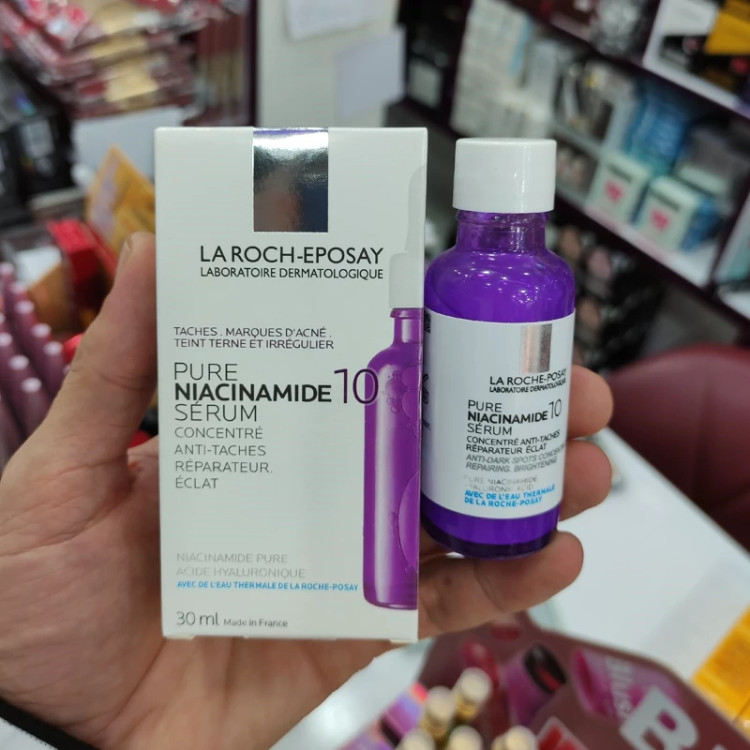 LA ROCH-EPOSAY
LABORATOIRE DERMATOLOGIQUE
TACHES . MARQUES D'ACNÉ .
TEINT TERNE ET IRRÉGULIER
PURE
NIACINAMIDE 10
SÉRUM
CONCENTRÉ
ANTI-TACHES
RÉPARATEUR.
ÉCLAT
NIACINAMIDE PURE
ACIDE HYALURONIQUE
AVEC DE L'EAU THERMALE DE LA ROCHE-POSAY
30 ml Made in France
LA ROCHE-POSAY
LABORATOIRE DERMATOLOGIQUE
PURE
NIACINAMIDE 10
SÉRUM
CONCENTRÉ ANTI-TACHES
RÉPARATEUR ÉCLAT
ANTI-DARK SPOTS
REPAIRING. BRIGHTENING
PURE NIACINAMIDE
HYALURONIC ACID
AVEC DE L'EAU THERMALE
DE LA ROCHE-POSAY